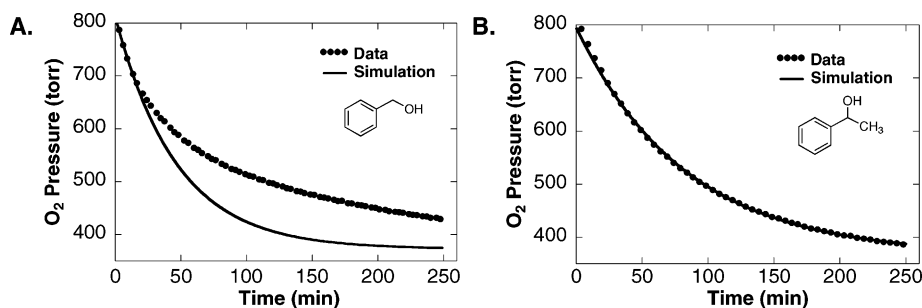 A.
O2 Pressure (torr)
800
700
600
500
400
0 50 100 150 200 250
Time (min)
Data
Simulation
OH
B.
O2 Pressure (torr)
800
700
600
500
400
0 50 100 150 200 250
Time (min)
Data
Simulation
OH
CH3